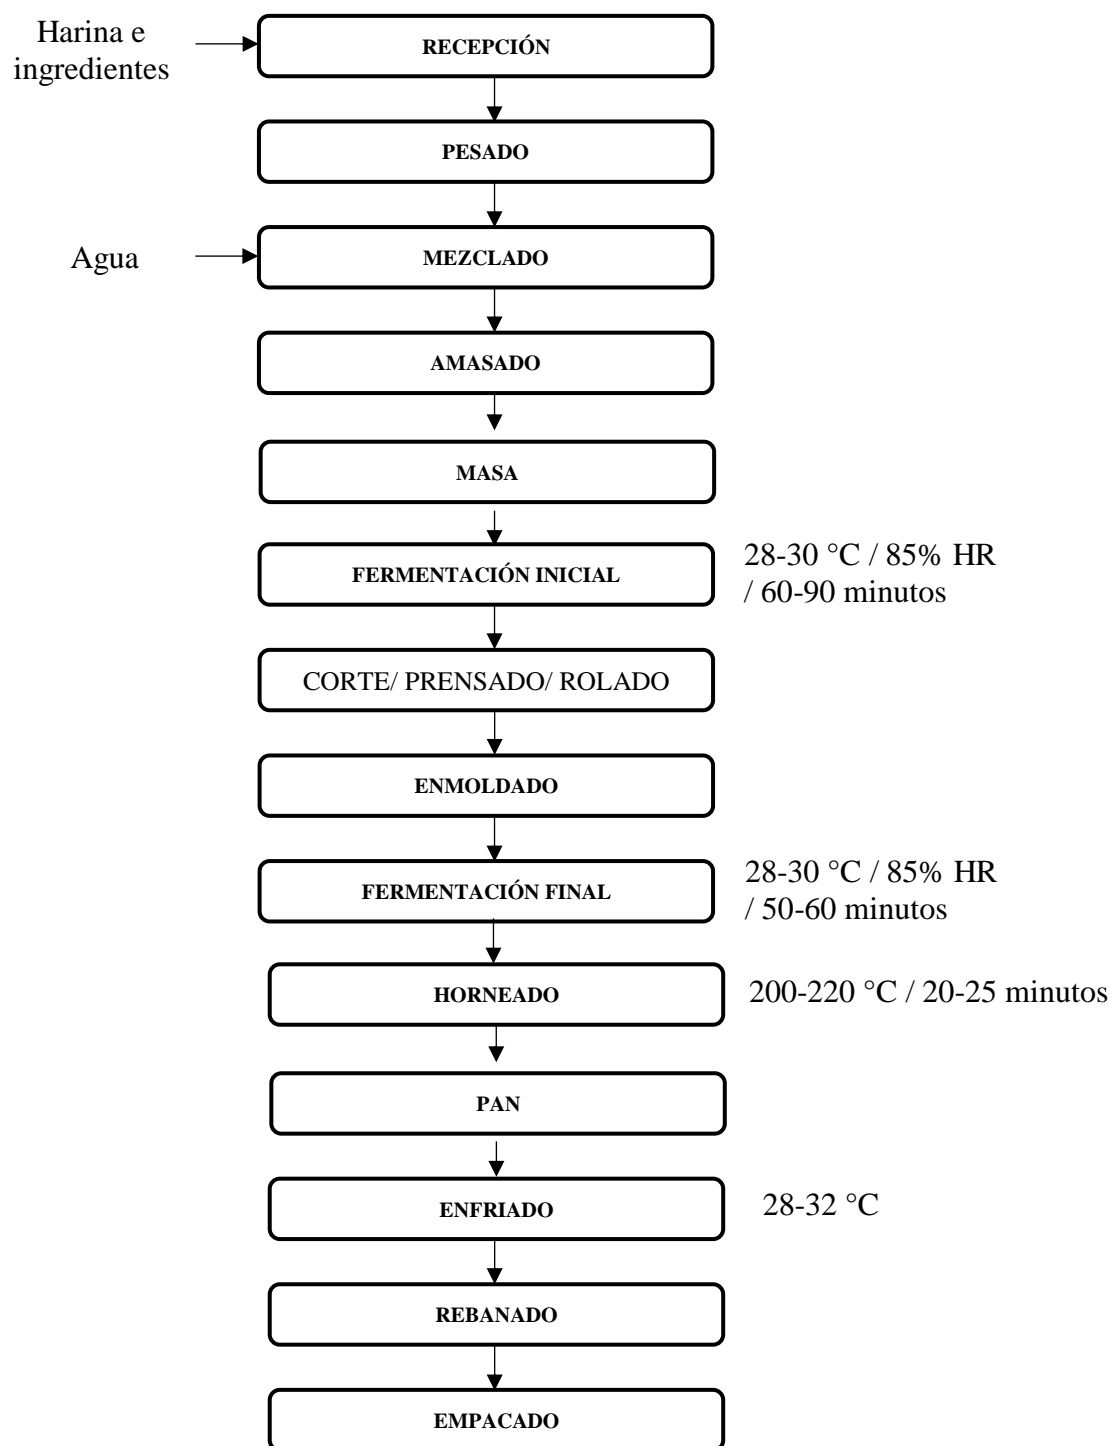 Harina e
ingredientes
RECEPCIÓN
PESADO
Agua
MEZCLADO
AMASADO
MASA
FERMENTACIÓN INICIAL
28-30 °C / 85% HR
/ 60-90 minutos
CORTE/ PRENSADO/ ROLADO
ENMOLDADO
FERMENTACIÓN FINAL
28-30 °C / 85% HR
/ 50-60 minutos
HORNEADO
200-220 °C / 20-25 minutos
PAN
ENFRIADO
28-32 °C
REBANADO
EMPACADO